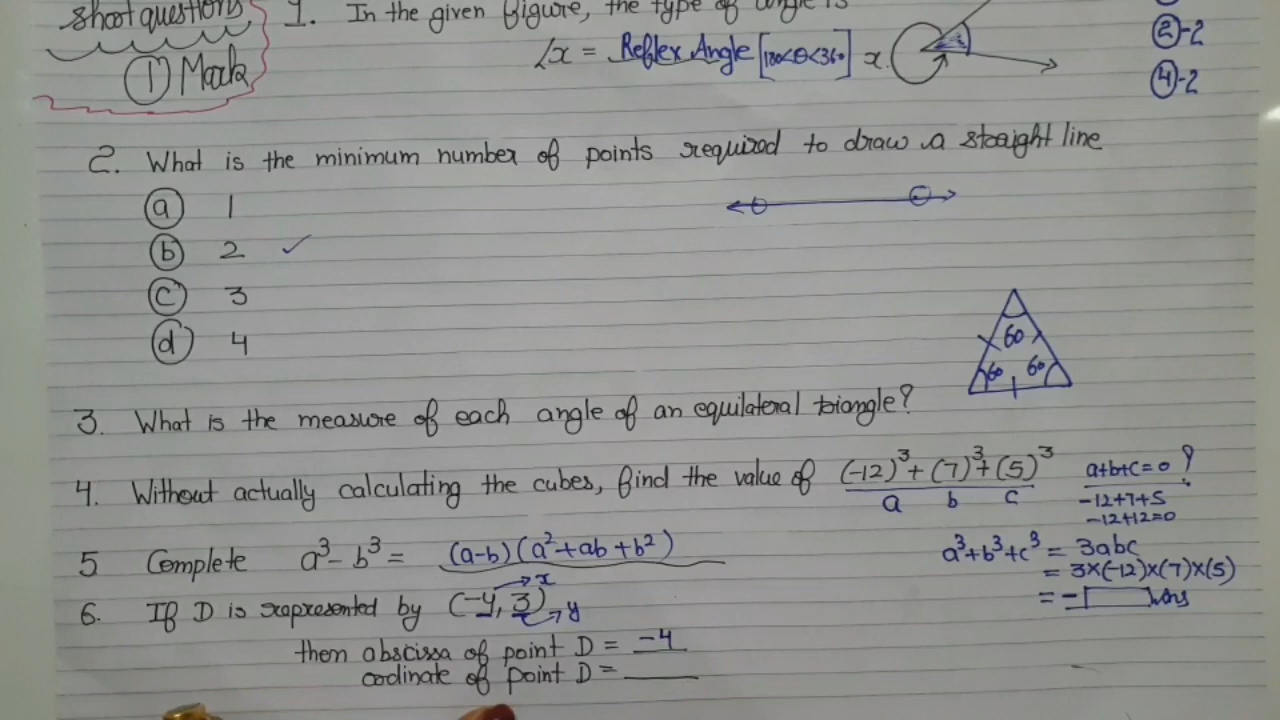 short questions,
① Mark
1. In the given figure, the type of angle is
∠x = Reflex Angle [180<θ<360] x
②-2
④-2
2. What is the minimum number of points required to draw a staight line
ⓐ 1
ⓑ 2 ✓
ⓒ 3
ⓓ 4
60
60 60
3. What is the measure of each angle of an equilateral triangle?
4. Without actually calculating the cubes, find the value of (-12)³ + (7)³ + (5)³
a b c
a+b+c=0 ?
-12+7+5
-12+12=0
a³+b³+c³ = 3abc
= 3×(-12)×(7)×(5)
= - Ans
5 Complete a³ - b³ = (a-b)(a²+ab+b²)
6. If D is represented by (-4, 3)
x
y
then abscissa of point D = -4
codinate of point D = ____